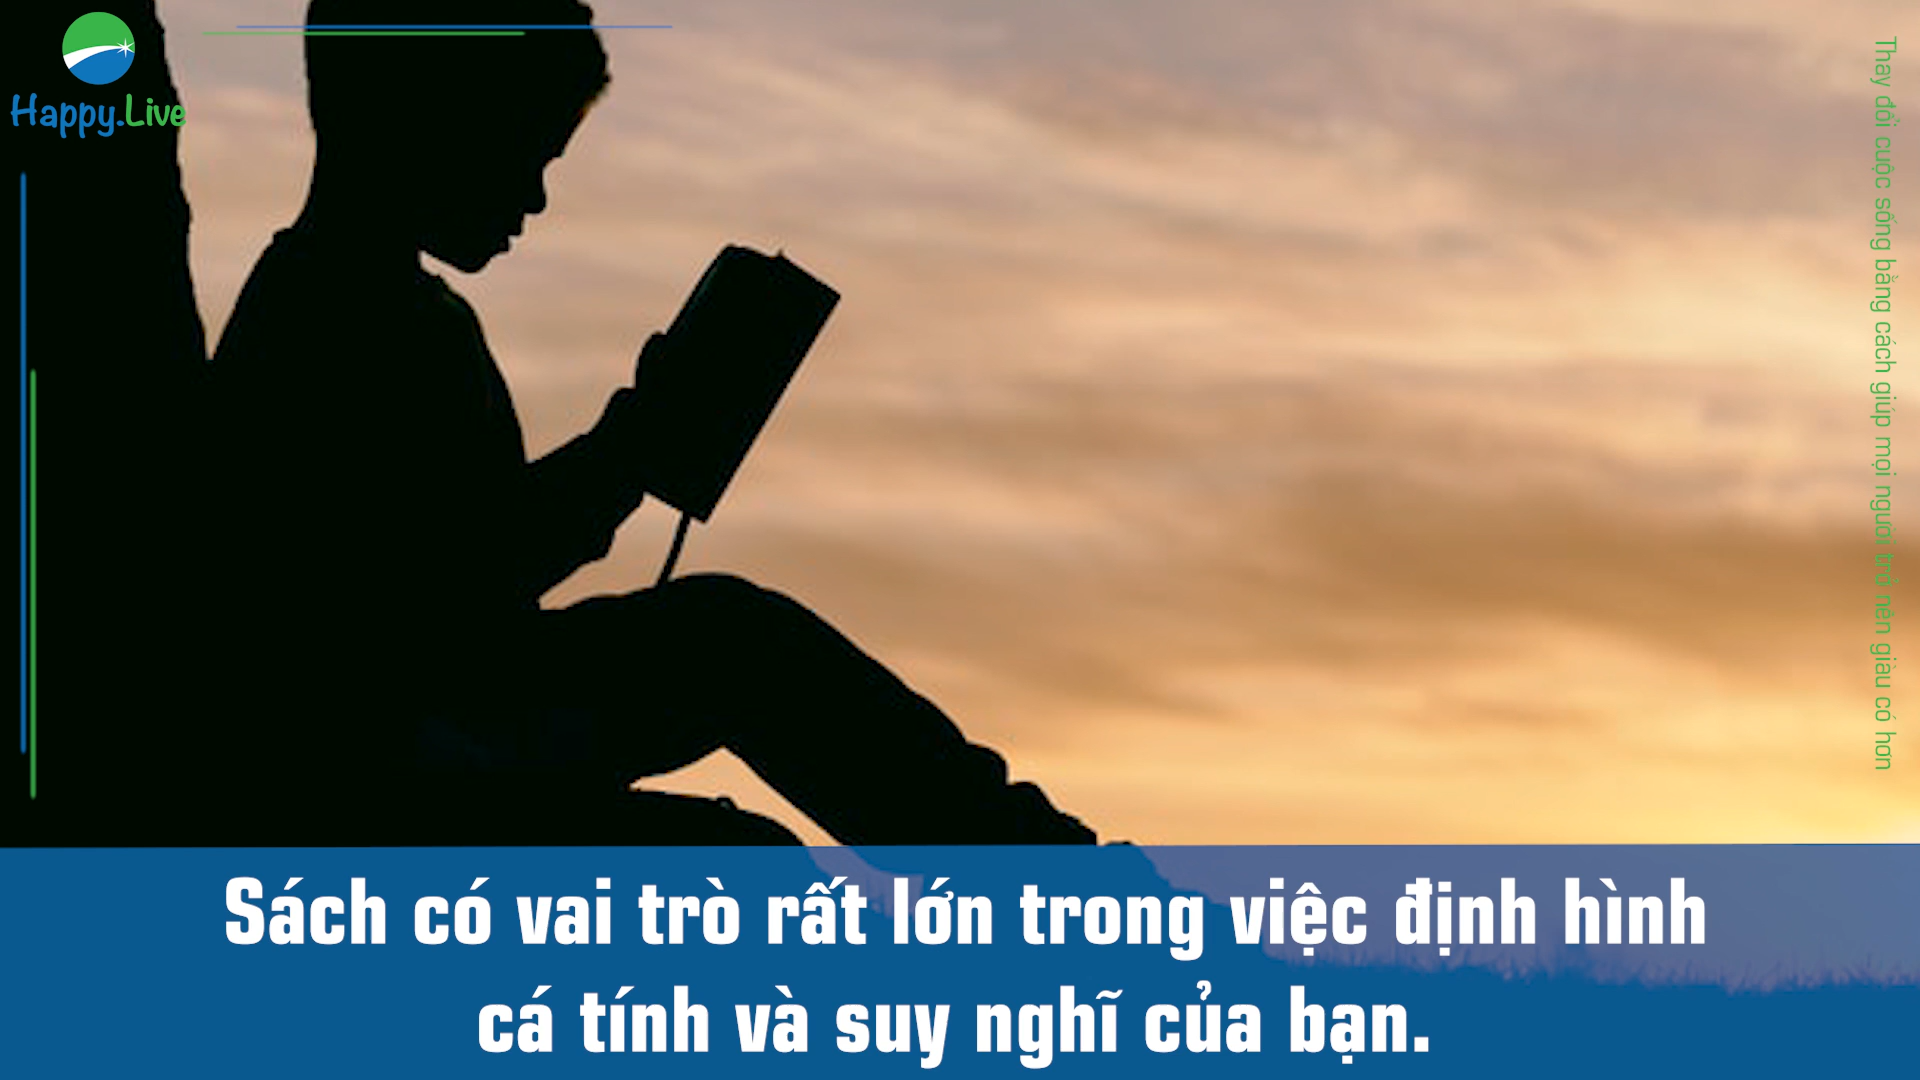 Happy.Live
Thay đổi cuộc sống bằng cách giúp mọi người trở nên giàu có hơn
Sách có vai trò rất lớn trong việc định hình
cá tính và suy nghĩ của bạn.